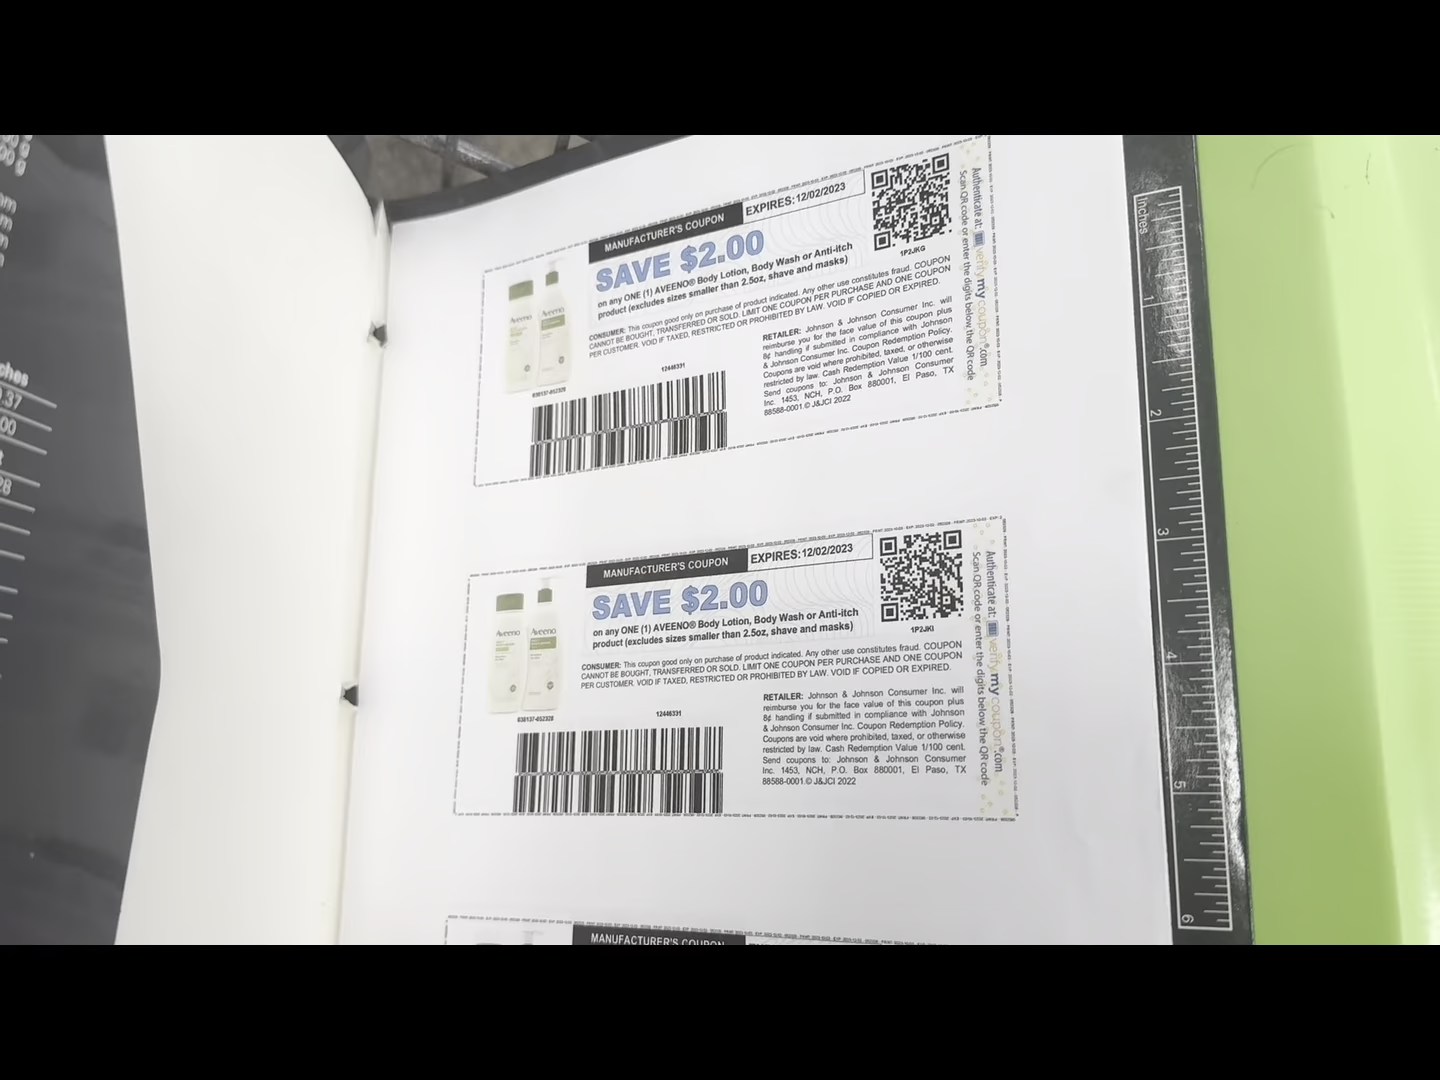 ches
.37
.00
28
MANUFACTURER'S COUPON
EXPIRES: 12/02/2023
SAVE $2.00
on any ONE (1) AVEENO® Body Lotion, Body Wash or Anti-itch
product (excludes sizes smaller than 2.5oz, shave and masks)
CONSUMER: This coupon good only on purchase of product indicated. Any other use constitutes fraud. COUPON
CANNOT BE BOUGHT, TRANSFERRED OR SOLD. LIMIT ONE COUPON PER PURCHASE AND ONE COUPON
PER CUSTOMER. VOID IF TAXED, RESTRICTED OR PROHIBITED BY LAW. VOID IF COPIED OR EXPIRED.
1P2JKG
Aveeno
Aveeno
RETAILER: Johnson & Johnson Consumer Inc. will
reimburse you for the face value of this coupon plus
8¢ handling if submitted in compliance with Johnson
& Johnson Consumer Inc. Coupon Redemption Policy.
Coupons are void where prohibited, taxed, or otherwise
restricted by law. Cash Redemption Value 1/100 cent.
Send coupons to: Johnson & Johnson Consumer
Inc. 1453, NCH, P.O. Box 880001, El Paso, TX
88588-0001.© J&JCI 2022
038137-052328
12446331
Authenticate at: verifymycoupon®.com
Scan QR code or enter the digits below the QR code
MANUFACTURER'S COUPON
EXPIRES: 12/02/2023
SAVE $2.00
on any ONE (1) AVEENO® Body Lotion, Body Wash or Anti-itch
product (excludes sizes smaller than 2.5oz, shave and masks)
CONSUMER: This coupon good only on purchase of product indicated. Any other use constitutes fraud. COUPON
CANNOT BE BOUGHT, TRANSFERRED OR SOLD. LIMIT ONE COUPON PER PURCHASE AND ONE COUPON
PER CUSTOMER. VOID IF TAXED, RESTRICTED OR PROHIBITED BY LAW. VOID IF COPIED OR EXPIRED.
1P2JKI
Aveeno
Aveeno
RETAILER: Johnson & Johnson Consumer Inc. will
reimburse you for the face value of this coupon plus
8¢ handling if submitted in compliance with Johnson
& Johnson Consumer Inc. Coupon Redemption Policy.
Coupons are void where prohibited, taxed, or otherwise
restricted by law. Cash Redemption Value 1/100 cent.
Send coupons to: Johnson & Johnson Consumer
Inc. 1453, NCH, P.O. Box 880001, El Paso, TX
88588-0001.© J&JCI 2022
038137-052328
12446331
Authenticate at: verifymycoupon®.com
Scan QR code or enter the digits below the QR code
MANUFACTURER'S COUPON
Inches
1
2
3
4
5
6